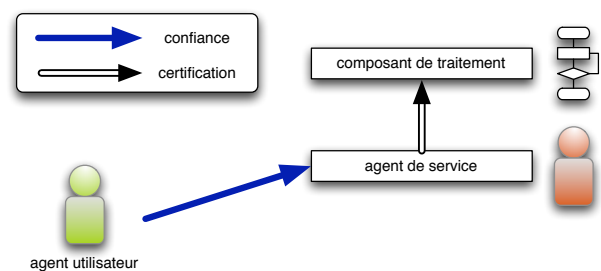 confiance
certification
composant de traitement
agent de service
agent utilisateur